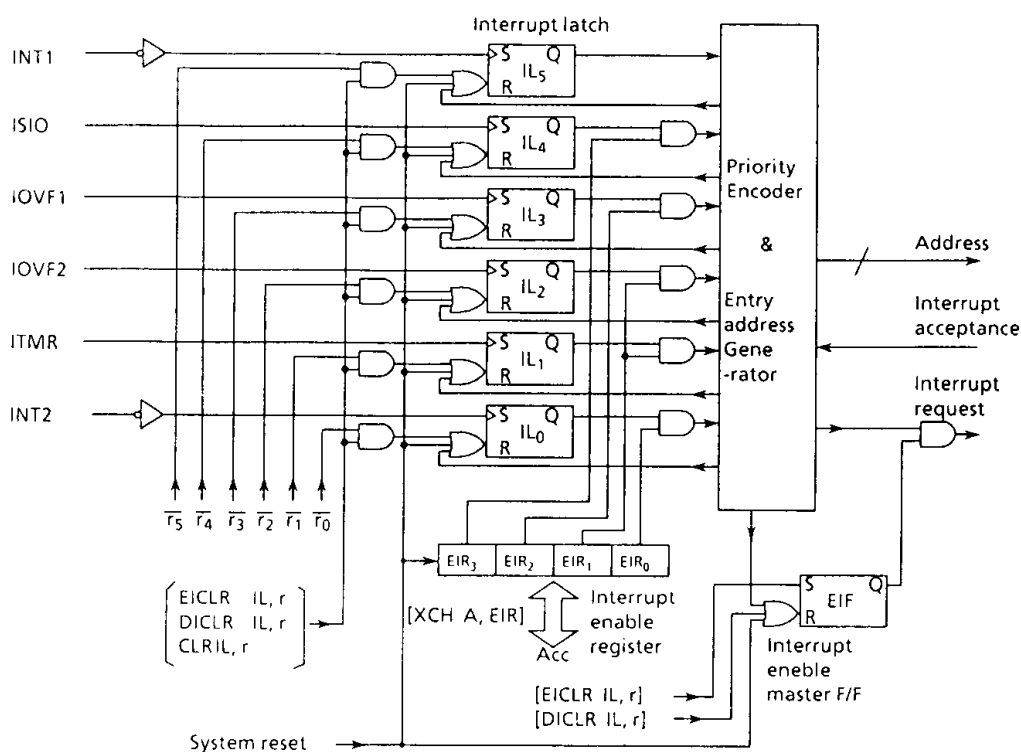 Interrupt latch
INT1
S Q
IL5
R
ISIO
S Q
IL4
R
IOVF1
S Q
IL3
R
IOVF2
S Q
IL2
R
ITMR
S Q
IL1
R
INT2
S Q
IL0
R
Priority
Encoder
&
Entry
address
Gene
-rator
Address
Interrupt
acceptance
Interrupt
request
r5 r4 r3 r2 r1 r0
EIR3 EIR2 EIR1 EIR0
EICLR IL, r
DICLR IL, r
CLRIL, r
[XCH A, EIR]
Interrupt
enable
register
Acc
S Q
EIF
R
Interrupt
eneble
master F/F
[EICLR IL, r]
[DICLR IL, r]
System reset